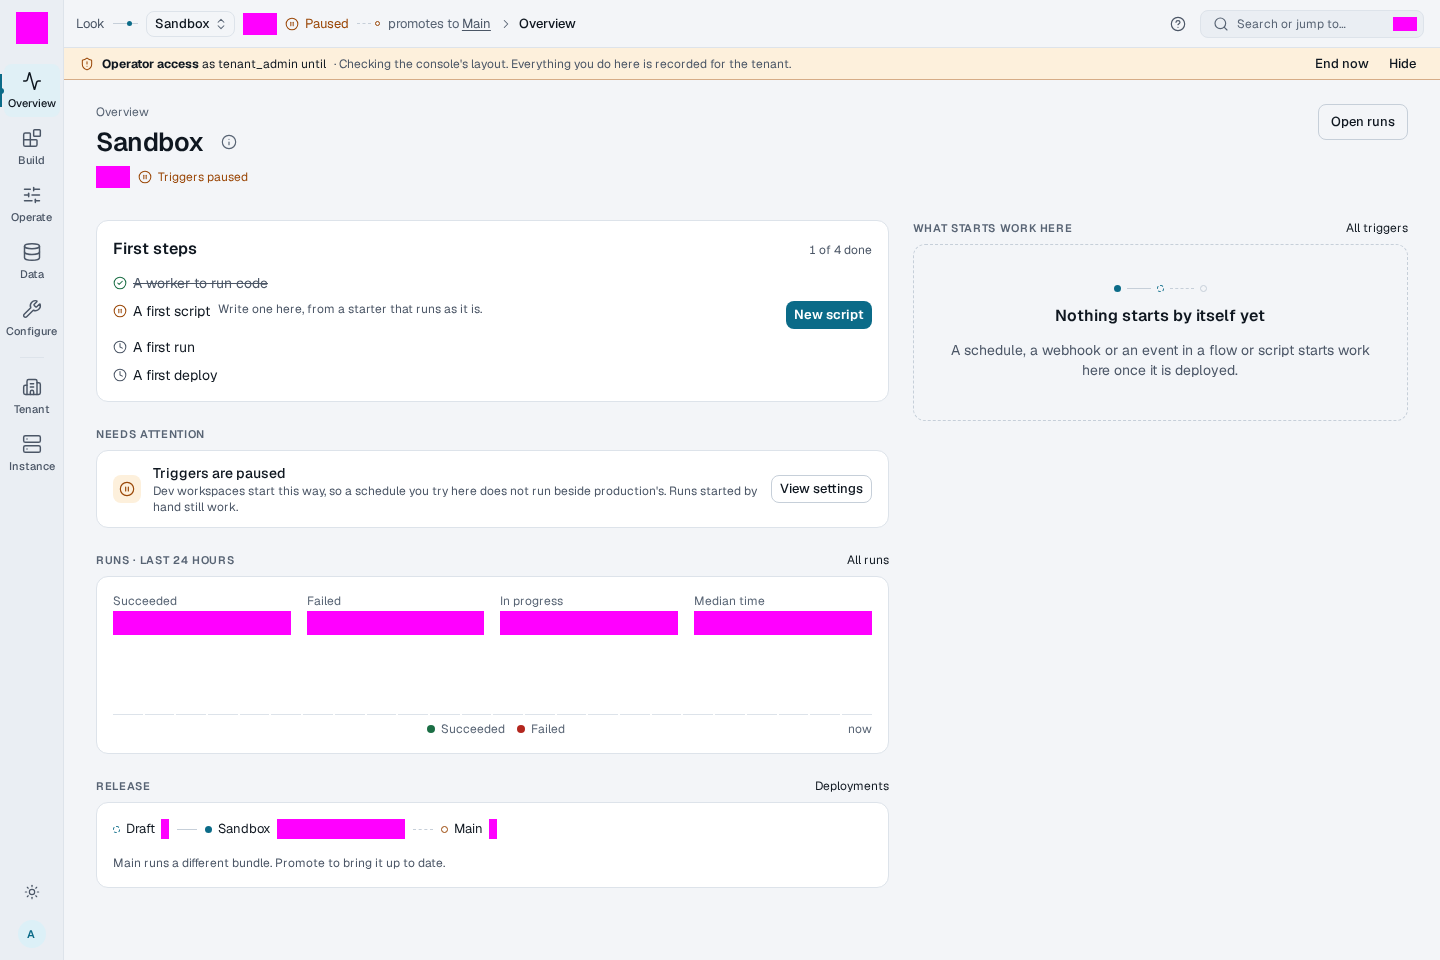 Look
Sandbox
Paused
promotes to Main
Overview
Search or jump to...
Operator access as tenant_admin until · Checking the console's layout. Everything you do here is recorded for the tenant.
End now
Hide
Overview
Build
Operate
Data
Configure
Tenant
Instance
A
Overview
Sandbox
Triggers paused
Open runs
First steps
1 of 4 done
A worker to run code
A first script Write one here, from a starter that runs as it is.
New script
A first run
A first deploy
NEEDS ATTENTION
Triggers are paused
Dev workspaces start this way, so a schedule you try here does not run beside production's. Runs started by
hand still work.
View settings
RUNS · LAST 24 HOURS
All runs
Succeeded
Failed
In progress
Median time
Succeeded
Failed
now
RELEASE
Deployments
Draft
Sandbox
Main
Main runs a different bundle. Promote to bring it up to date.
WHAT STARTS WORK HERE
All triggers
Nothing starts by itself yet
A schedule, a webhook or an event in a flow or script starts work
here once it is deployed.